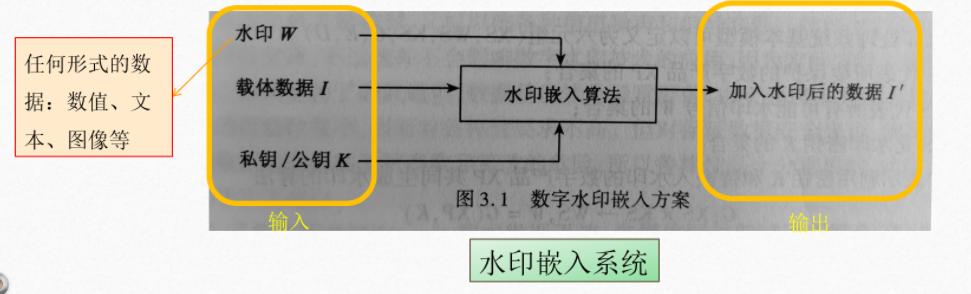 任何形式的数
据：数值、文
本、图像等
水印 W
载体数据 I
私钥/公钥 K
水印嵌入算法
加入水印后的数据 I′
图 3.1 数字水印嵌入方案
输入
输出
水印嵌入系统